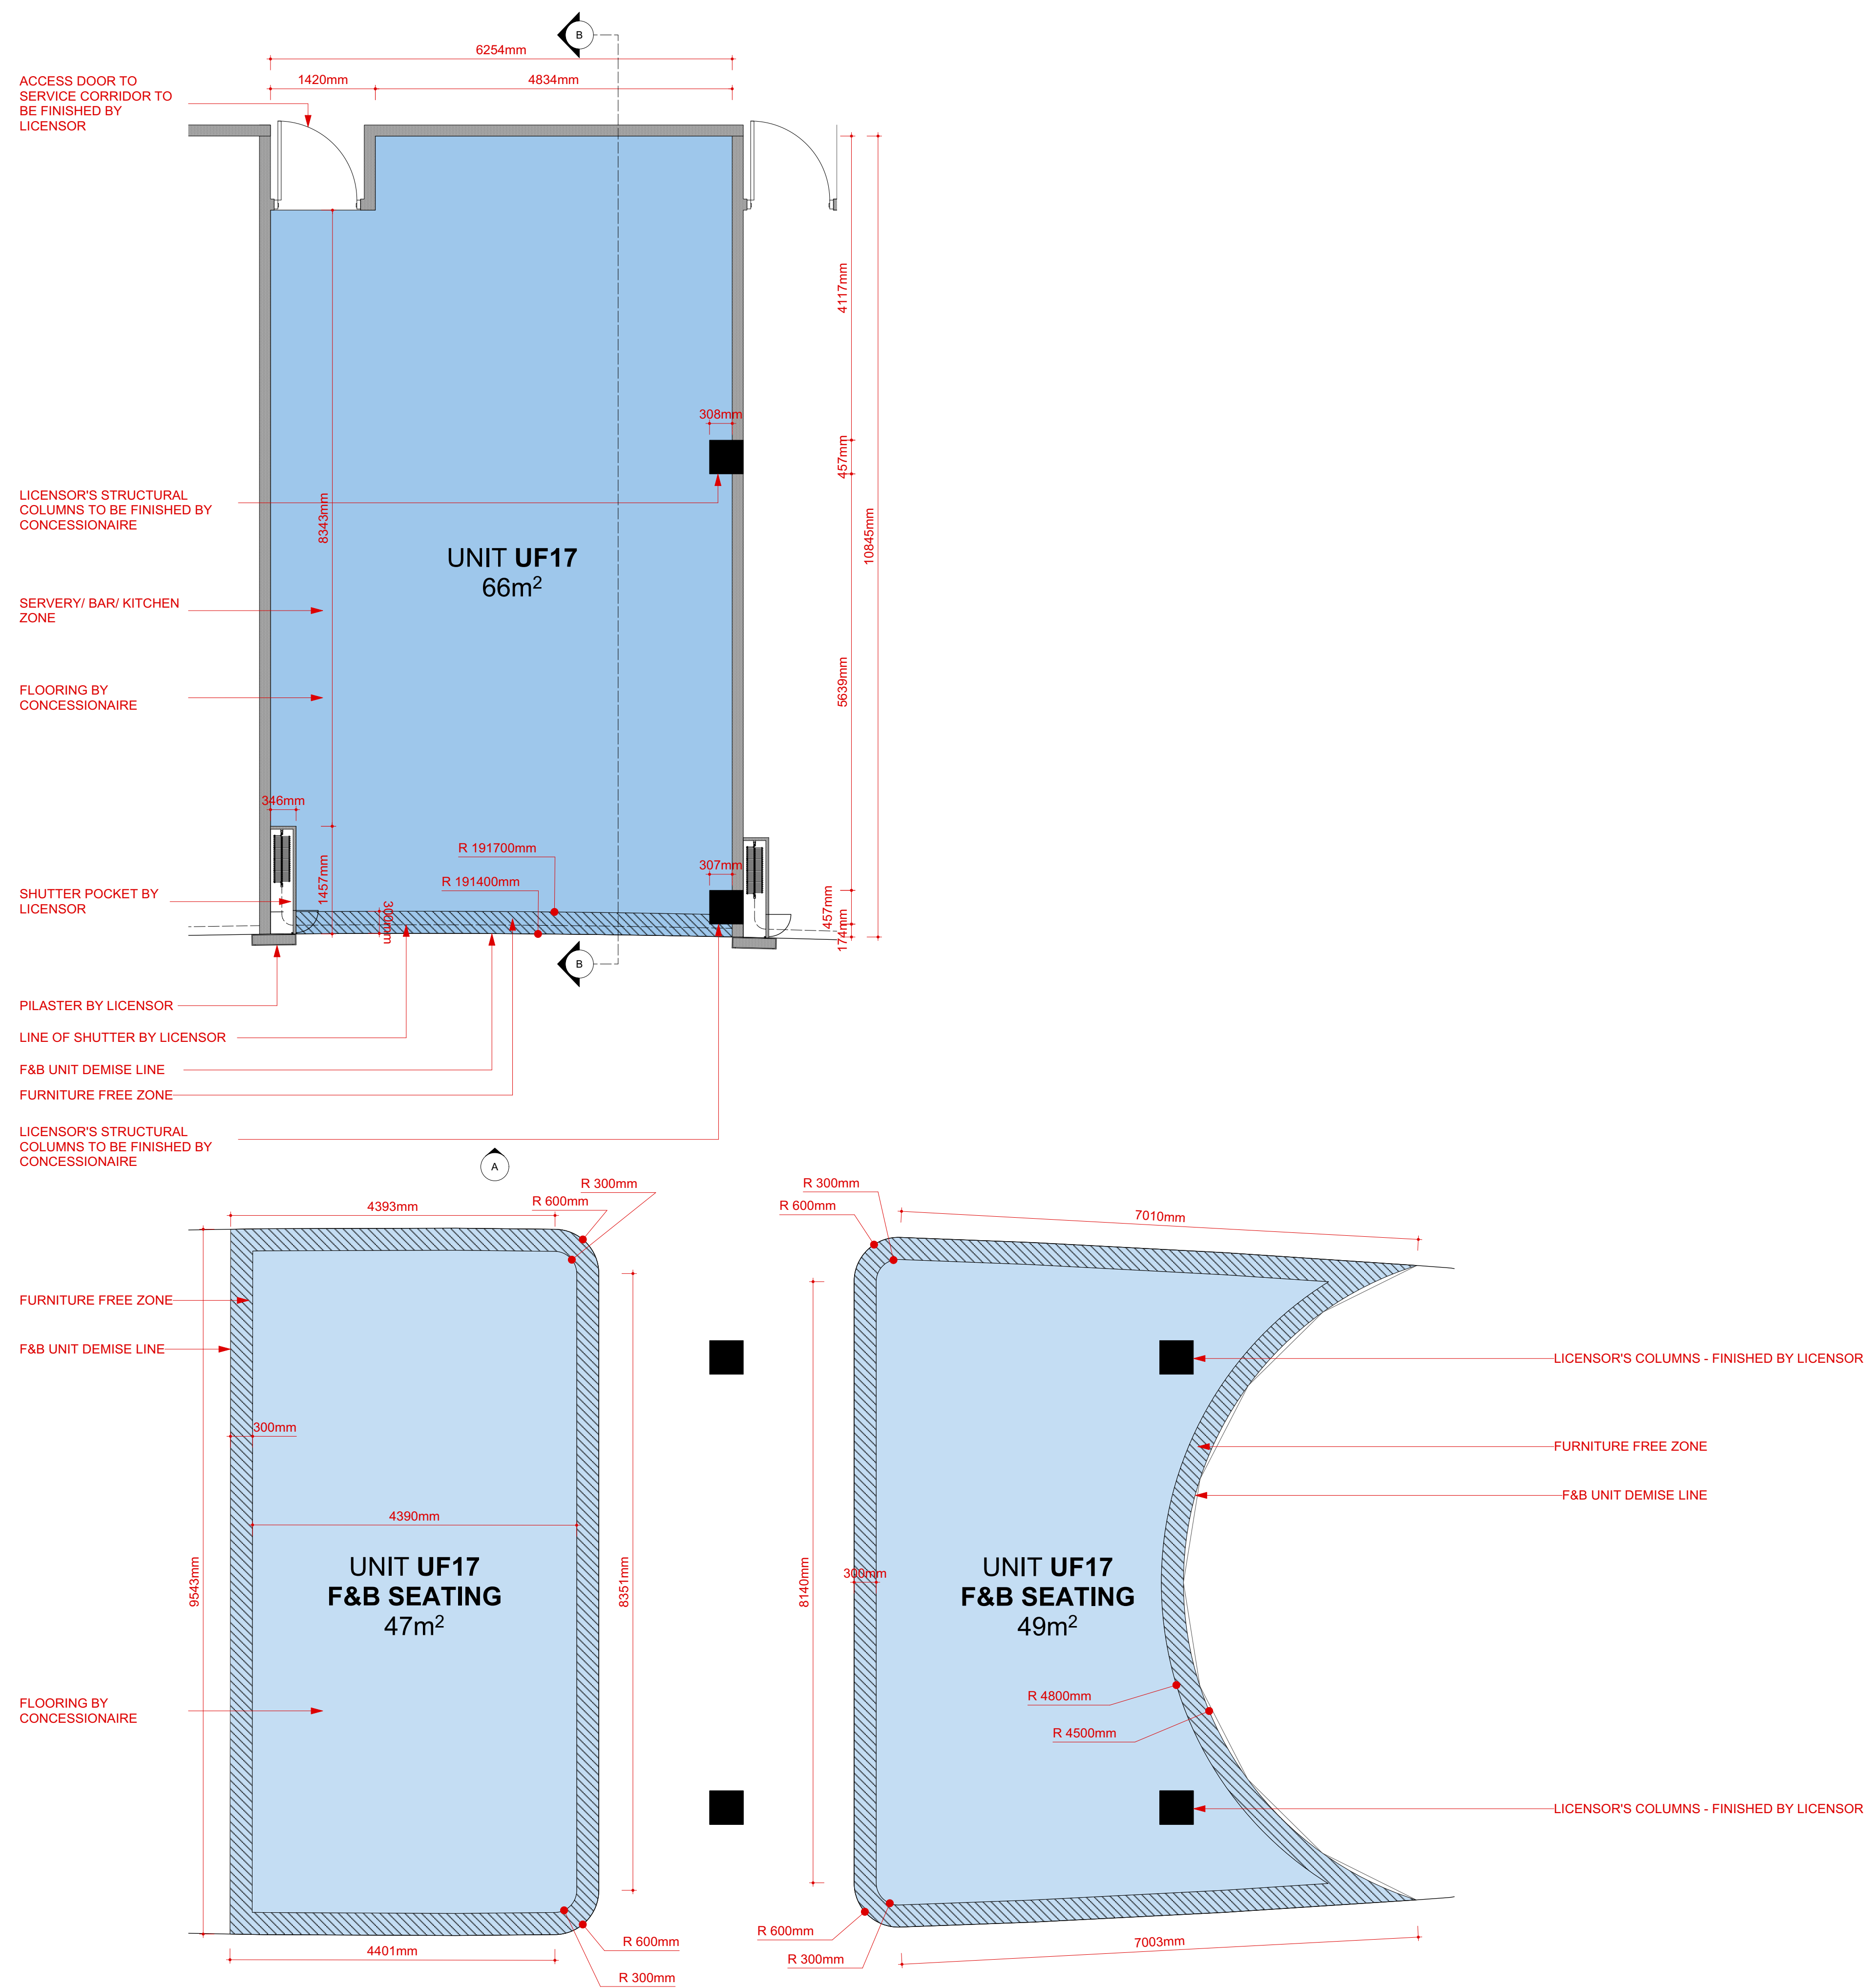 B
6254mm
1420mm
4834mm
ACCESS DOOR TO
SERVICE CORRIDOR TO
BE FINISHED BY
LICENSOR
4117mm
308mm
457mm
LICENSOR'S STRUCTURAL
COLUMNS TO BE FINISHED BY
CONCESSIONAIRE
8343mm
10845mm
UNIT UF17
66m²
SERVERY/ BAR/ KITCHEN
ZONE
FLOORING BY
CONCESSIONAIRE
5639mm
346mm
R 191700mm
R 191400mm
307mm
1457mm
300mm
457mm
174mm
SHUTTER POCKET BY
LICENSOR
B
PILASTER BY LICENSOR
LINE OF SHUTTER BY LICENSOR
F&B UNIT DEMISE LINE
FURNITURE FREE ZONE
LICENSOR'S STRUCTURAL
COLUMNS TO BE FINISHED BY
CONCESSIONAIRE
A
4393mm
R 300mm
R 600mm
R 300mm
R 600mm
7010mm
FURNITURE FREE ZONE
F&B UNIT DEMISE LINE
LICENSOR'S COLUMNS - FINISHED BY LICENSOR
300mm
FURNITURE FREE ZONE
F&B UNIT DEMISE LINE
4390mm
9543mm
UNIT UF17
F&B SEATING
47m²
8351mm
8140mm
300mm
UNIT UF17
F&B SEATING
49m²
FLOORING BY
CONCESSIONAIRE
R 4800mm
R 4500mm
LICENSOR'S COLUMNS - FINISHED BY LICENSOR
4401mm
R 600mm
R 300mm
R 600mm
R 300mm
7003mm